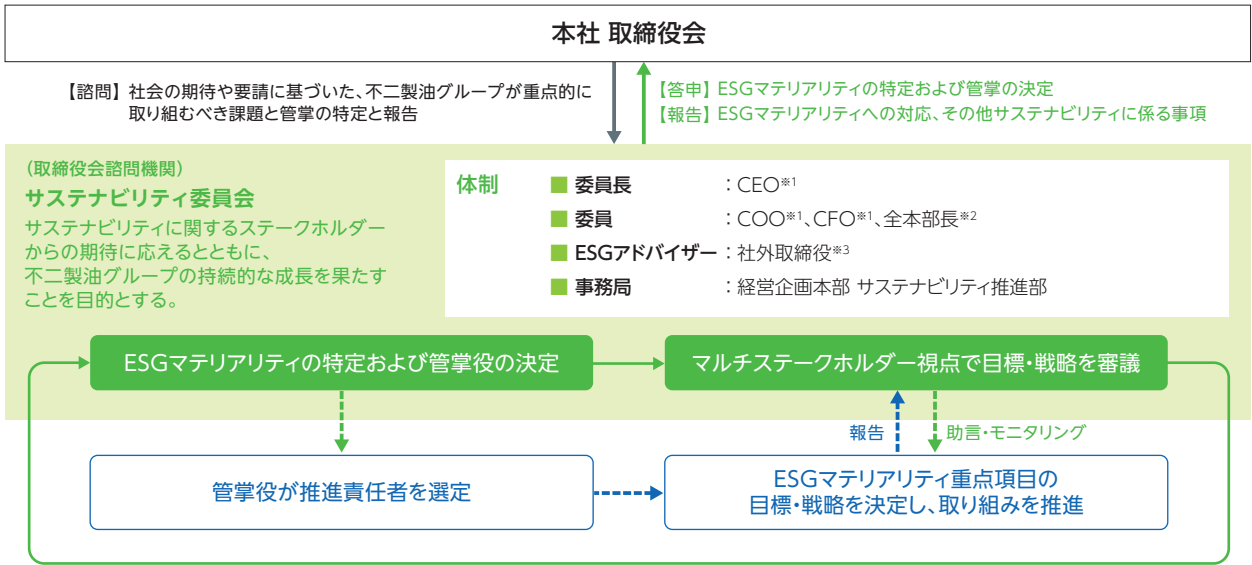 本社 取締役会
【諮問】 社会の期待や要請に基づいた、不二製油グループが重点的に
取り組むべき課題と管掌の特定と報告
【答申】 ESGマテリアリティの特定および管掌の決定
【報告】 ESGマテリアリティへの対応、その他サステナビリティに係る事項
(取締役会諮問機関)
サステナビリティ委員会
サステナビリティに関するステークホルダー
からの期待に応えるとともに、
不二製油グループの持続的な成長を果たす
ことを目的とする。
体制
■ 委員長 : CEO※1
■ 委員 : COO※1、CFO※1、全本部長※2
■ ESGアドバイザー : 社外取締役※3
■ 事務局 : 経営企画本部 サステナビリティ推進部
ESGマテリアリティの特定および管掌役の決定
マルチステークホルダー視点で目標・戦略を審議
報告
助言・モニタリング
管掌役が推進責任者を選定
ESGマテリアリティ重点項目の
目標・戦略を決定し、取り組みを推進